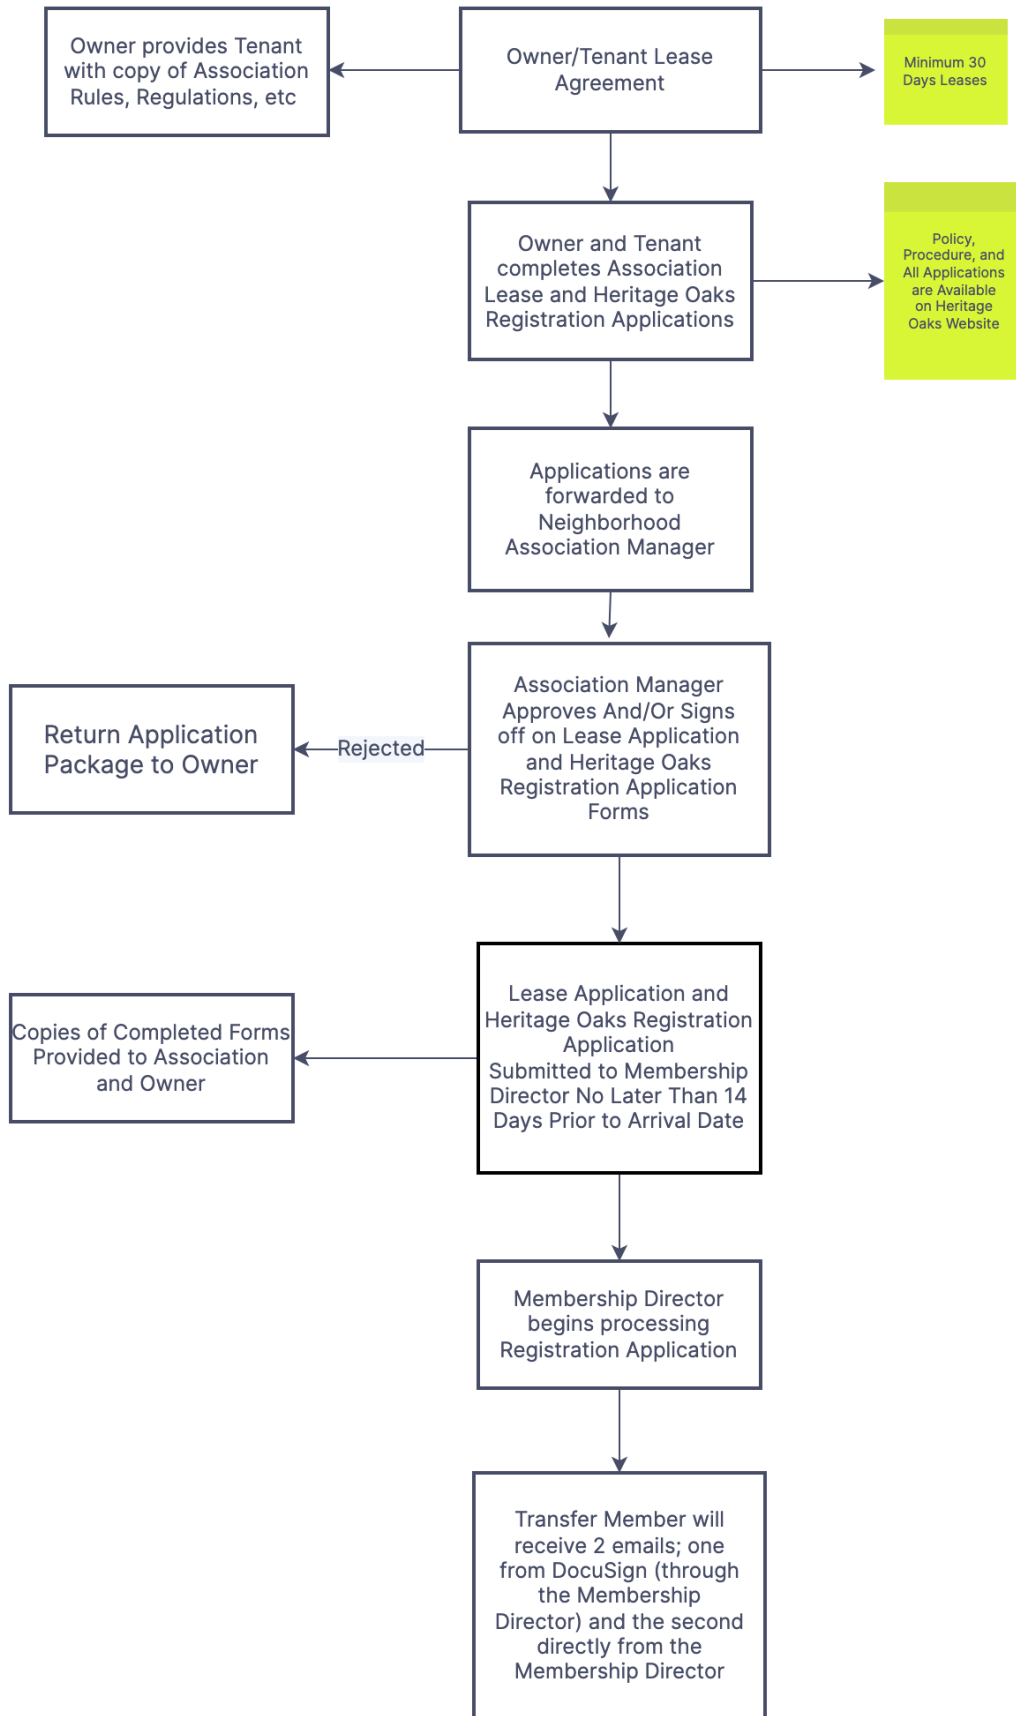 Owner provides Tenant
with copy of Association
Rules, Regulations, etc
Owner/Tenant Lease
Agreement
Minimum 30
Days Leases
Owner and Tenant
completes Association
Lease and Heritage Oaks
Registration Applications
Policy,
Procedure, and
All Applications
are Available
on Heritage
Oaks Website
Applications are
forwarded to
Neighborhood
Association Manager
Association Manager
Approves And/Or Signs
off on Lease Application
and Heritage Oaks
Registration Application
Forms
Rejected
Return Application
Package to Owner
Lease Application and
Heritage Oaks Registration
Application
Submitted to Membership
Director No Later Than 14
Days Prior to Arrival Date
Copies of Completed Forms
Provided to Association
and Owner
Membership Director
begins processing
Registration Application
Transfer Member will
receive 2 emails; one
from DocuSign (through
the Membership
Director) and the second
directly from the
Membership Director